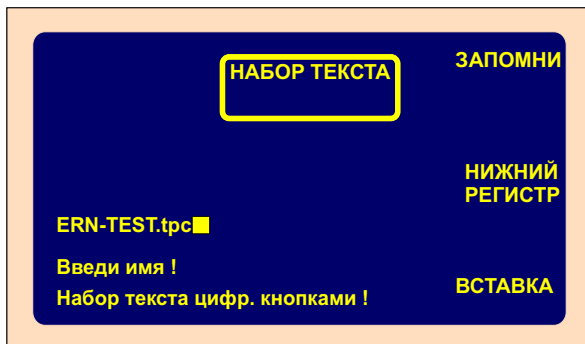 НАБОР ТЕКСТА
ЗАПОМНИ
НИЖНИЙ
РЕГИСТР
ERN-TEST.tpc
Введи имя !
Набор текста цифр. кнопками !
ВСТАВКА